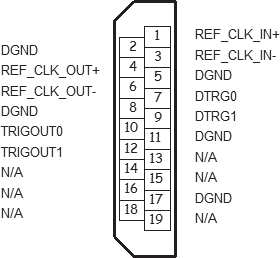 1 REF_CLK_IN+
DGND 2
3 REF_CLK_IN-
REF_CLK_OUT+ 4
5 DGND
REF_CLK_OUT- 6
7 DTRG0
DGND 8
9 DTRG1
TRIGOUT0 10
11 DGND
TRIGOUT1 12
13 N/A
N/A 14
15 N/A
N/A 16
17 DGND
N/A 18
19 N/A